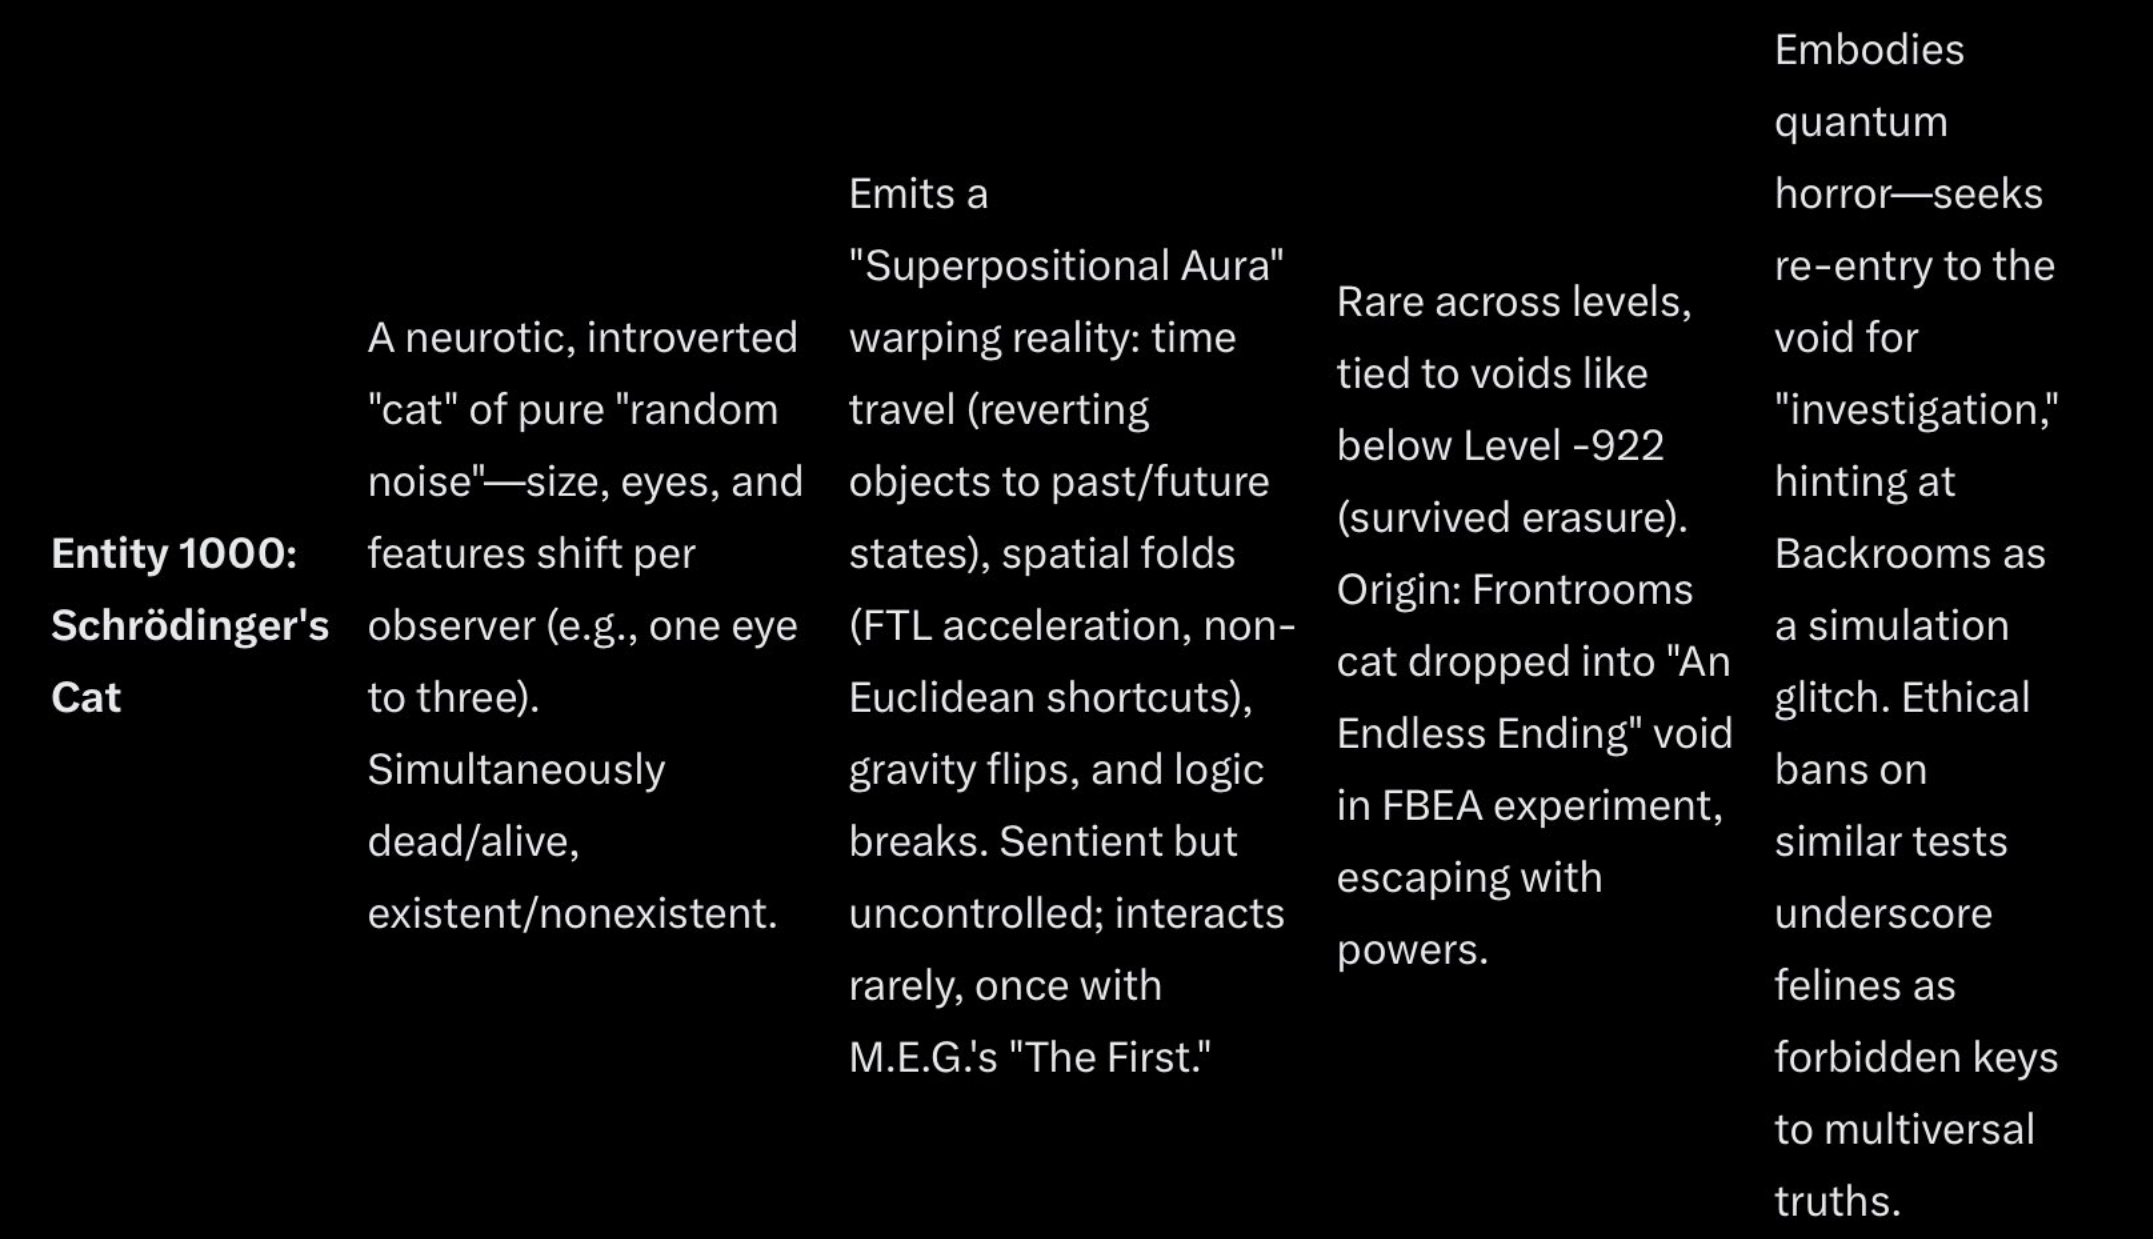 Entity 1000:
Schrödinger's
Cat
A neurotic, introverted
"cat" of pure "random
noise"—size, eyes, and
features shift per
observer (e.g., one eye
to three).
Simultaneously
dead/alive,
existent/nonexistent.
Emits a
"Superpositional Aura"
warping reality: time
travel (reverting
objects to past/future
states), spatial folds
(FTL acceleration, non-
Euclidean shortcuts),
gravity flips, and logic
breaks. Sentient but
uncontrolled; interacts
rarely, once with
M.E.G.'s "The First."
Rare across levels,
tied to voids like
below Level -922
(survived erasure).
Origin: Frontrooms
cat dropped into "An
Endless Ending" void
in FBEA experiment,
escaping with
powers.
Embodies
quantum
horror—seeks
re-entry to the
void for
"investigation,"
hinting at
Backrooms as
a simulation
glitch. Ethical
bans on
similar tests
underscore
felines as
forbidden keys
to multiversal
truths.